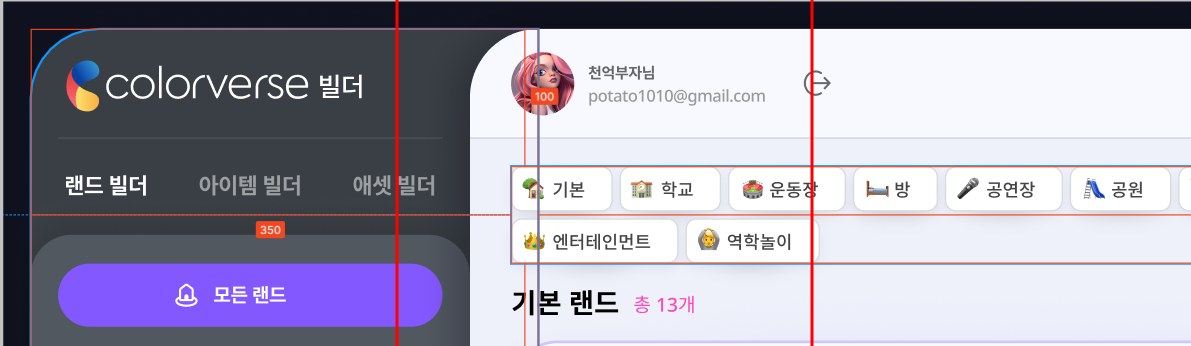 colorverse 빌더
천억부자님
100
potato1010@gmail.com
랜드 빌더 아이템 빌더 애셋 빌더
기본 학교 운동장 방 공연장 공원
350
엔터테인먼트 역학놀이
모든 랜드
기본 랜드 총 13개